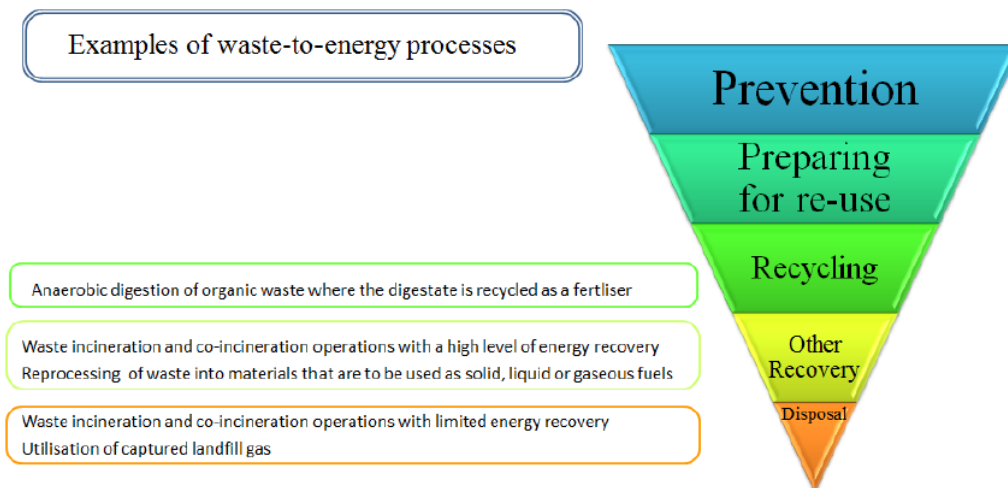 Examples of waste-to-energy processes
Prevention
Preparing
for re-use
Recycling
Anaerobic digestion of organic waste where the digestate is recycled as a fertliser
Other
Recovery
Waste incineration and co-incineration operations with a high level of energy recovery
Reprocessing of waste into materials that are to be used as solid, liquid or gaseous fuels
Disposal
Waste incineration and co-incineration operations with limited energy recovery
Utilisation of captured landfill gas